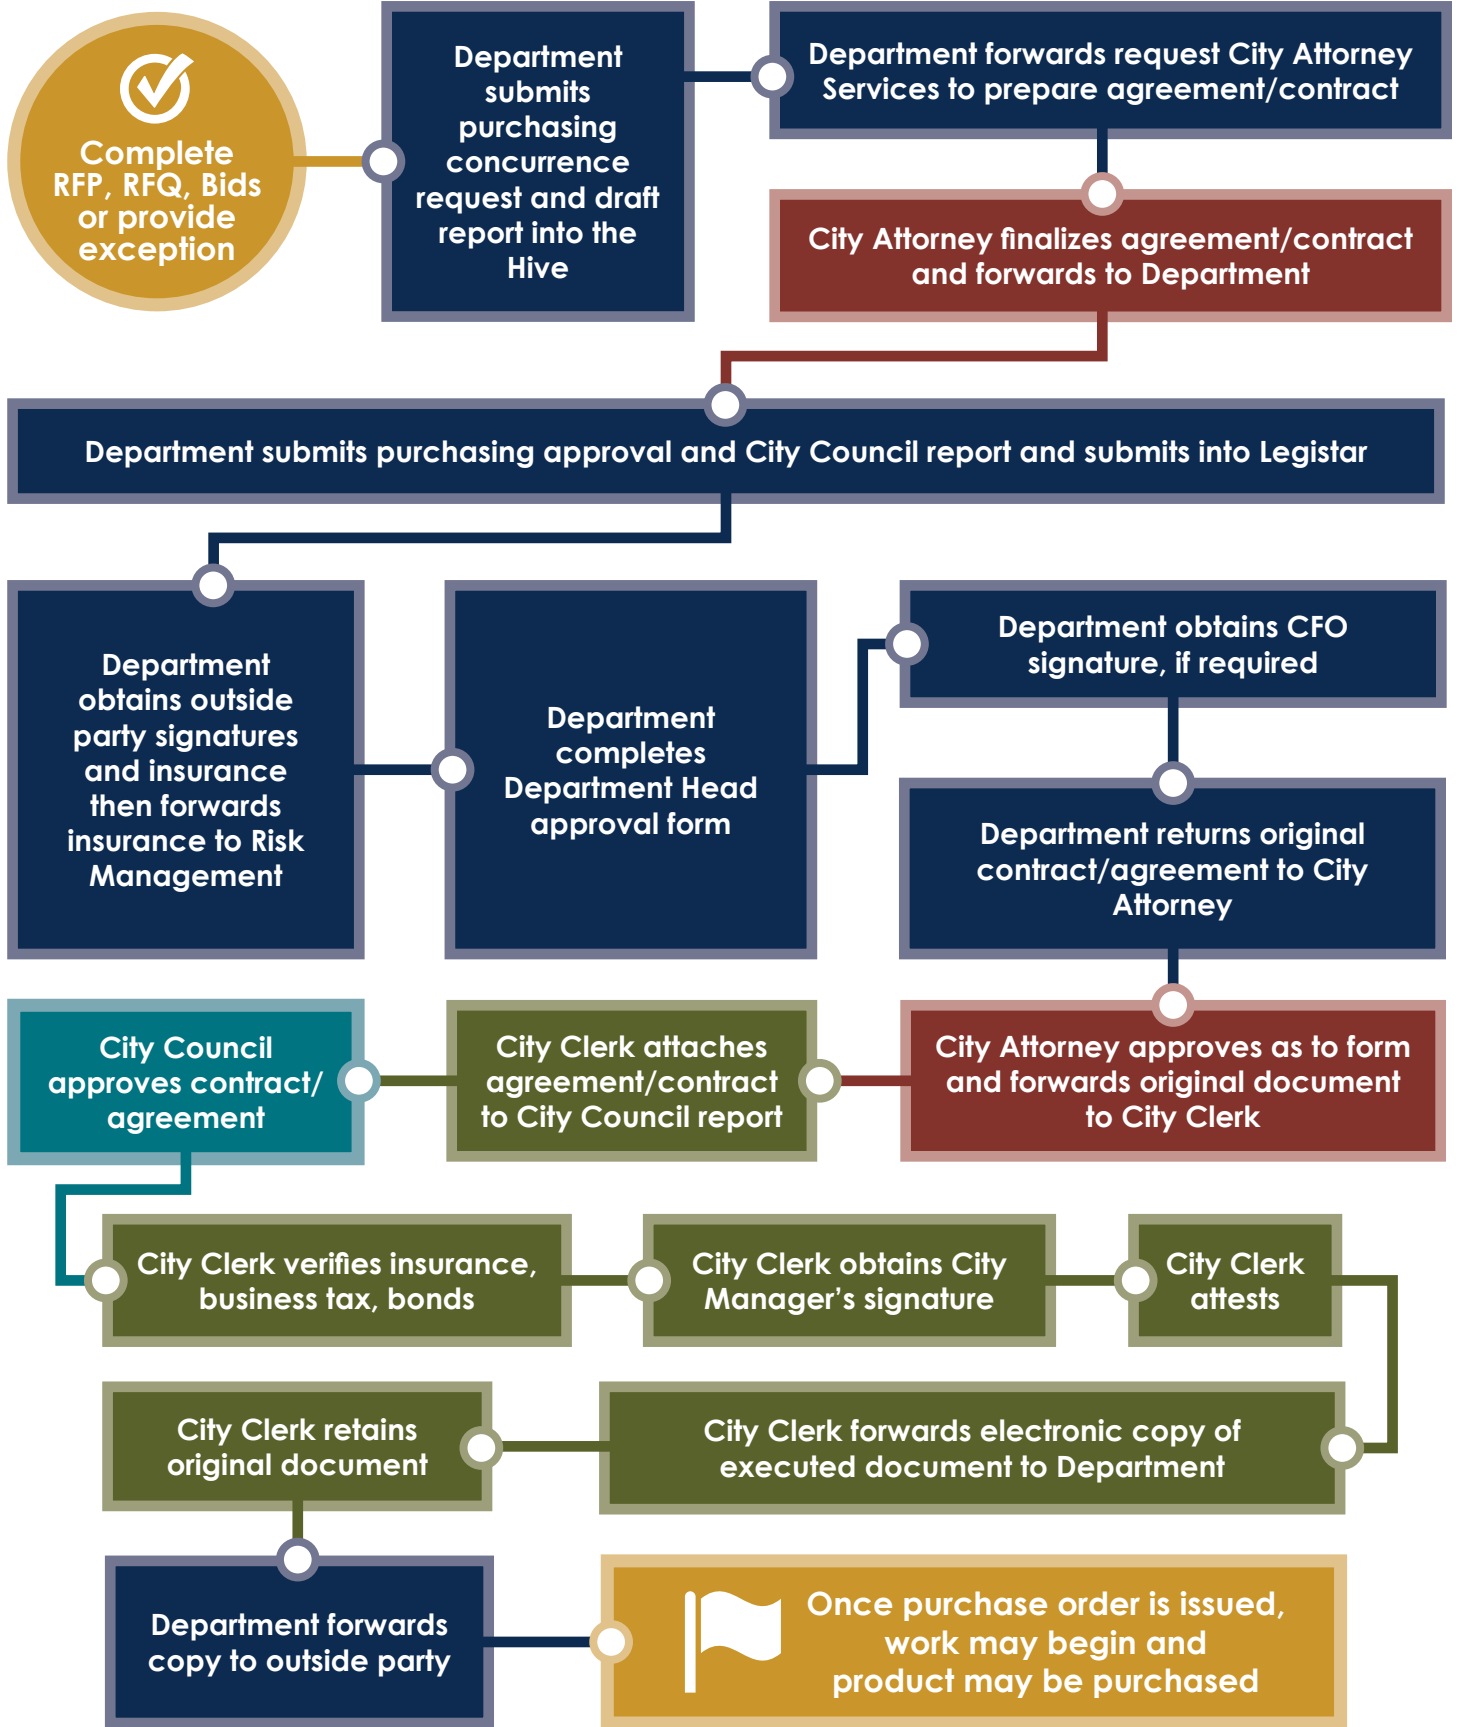 Complete
RFP, RFQ, Bids
or provide
exception
Department
submits
purchasing
concurrence
request and draft
report into the
Hive
Department forwards request City Attorney
Services to prepare agreement/contract
City Attorney finalizes agreement/contract
and forwards to Department
Department submits purchasing approval and City Council report and submits into Legistar
Department
obtains outside
party signatures
and insurance
then forwards
insurance to Risk
Management
Department
completes
Department Head
approval form
Department obtains CFO
signature, if required
Department returns original
contract/agreement to City
Attorney
City Attorney approves as to form
and forwards original document
to City Clerk
City Clerk attaches
agreement/contract
to City Council report
City Council
approves contract/
agreement
City Clerk verifies insurance,
business tax, bonds
City Clerk obtains City
Manager’s signature
City Clerk
attests
City Clerk forwards electronic copy of
executed document to Department
City Clerk retains
original document
Department forwards
copy to outside party
Once purchase order is issued,
work may begin and
product may be purchased